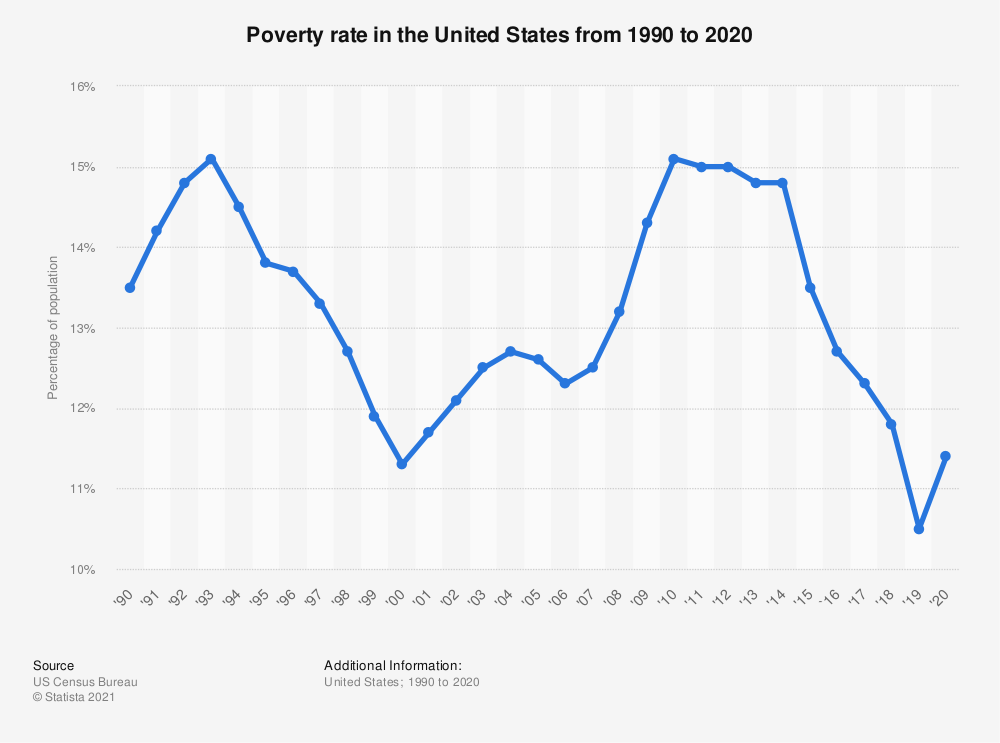 Poverty rate in the United States from 1990 to 2020
Percentage of population
16%
15%
14%
13%
12%
11%
10%
'90 '91 '92 '93 '94 '95 '96 '97 '98 '99 '00 '01 '02 '03 '04 '05 '06 '07 '08 '09 '10 '11 '12 '13 '14 '15 '16 '17 '18 '19 '20
Source
US Census Bureau
© Statista 2021
Additional Information:
United States; 1990 to 2020